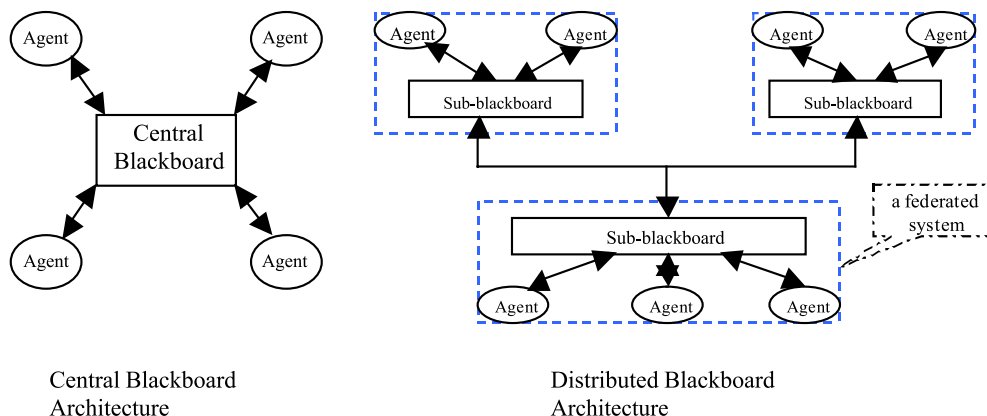 Agent
Agent
Central
Blackboard
Agent
Agent
Central Blackboard
Architecture
Agent
Agent
Sub-blackboard
Agent
Agent
Sub-blackboard
a federated
system
Sub-blackboard
Agent
Agent
Agent
Distributed Blackboard
Architecture